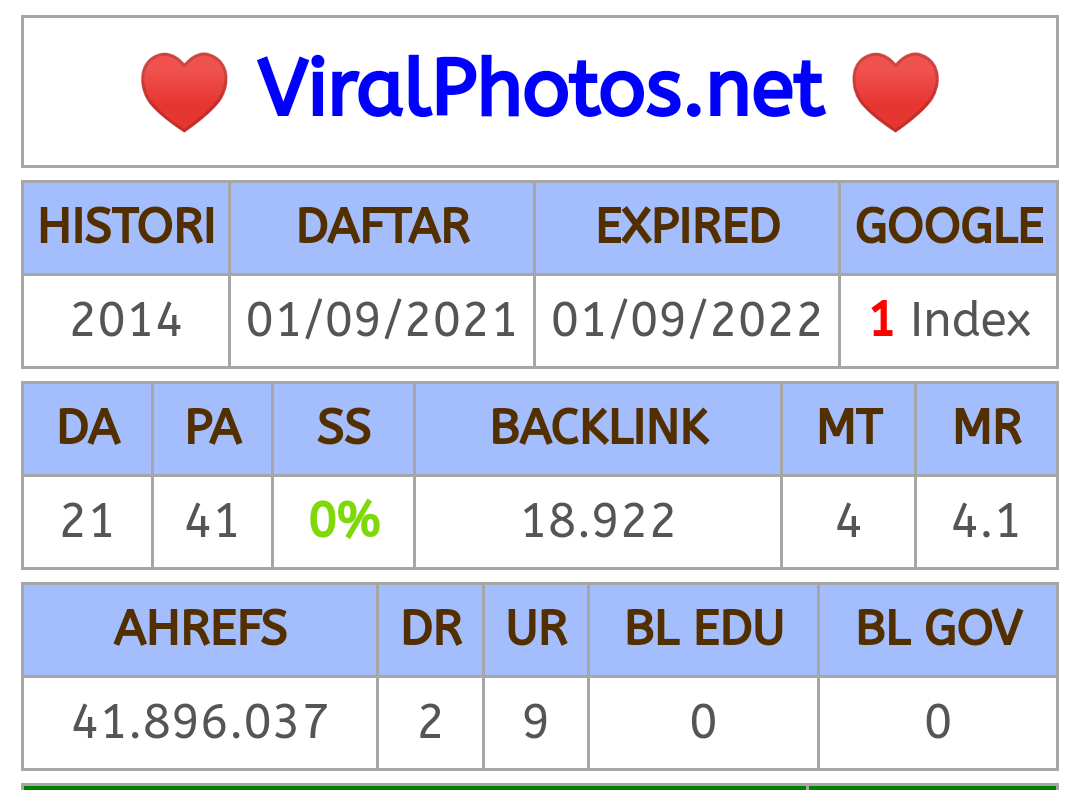 ViralPhotos.net
HISTORI DAFTAR EXPIRED GOOGLE
2014 01/09/2021 01/09/2022 1 Index
DA PA SS BACKLINK MT MR
21 41 0% 18.922 4 4.1
AHREFS DR UR BL EDU BL GOV
41.896.037 2 9 0 0